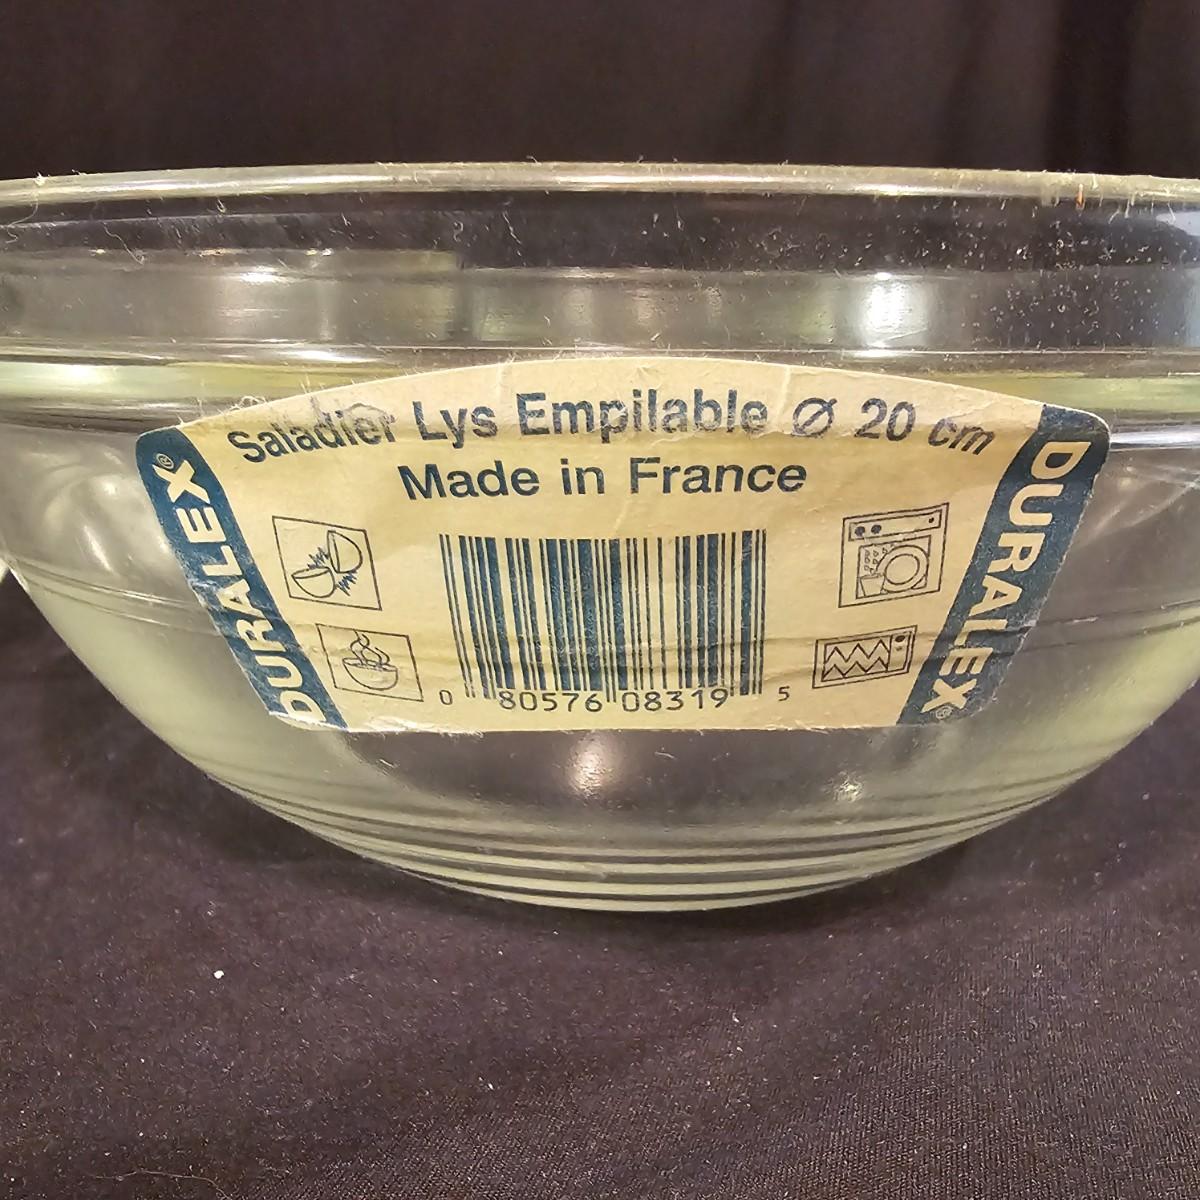 Saladier Lys Empilable Ø 20 cm
Made in France
DURALEX®
DURALEX®
0 80576 08319 5